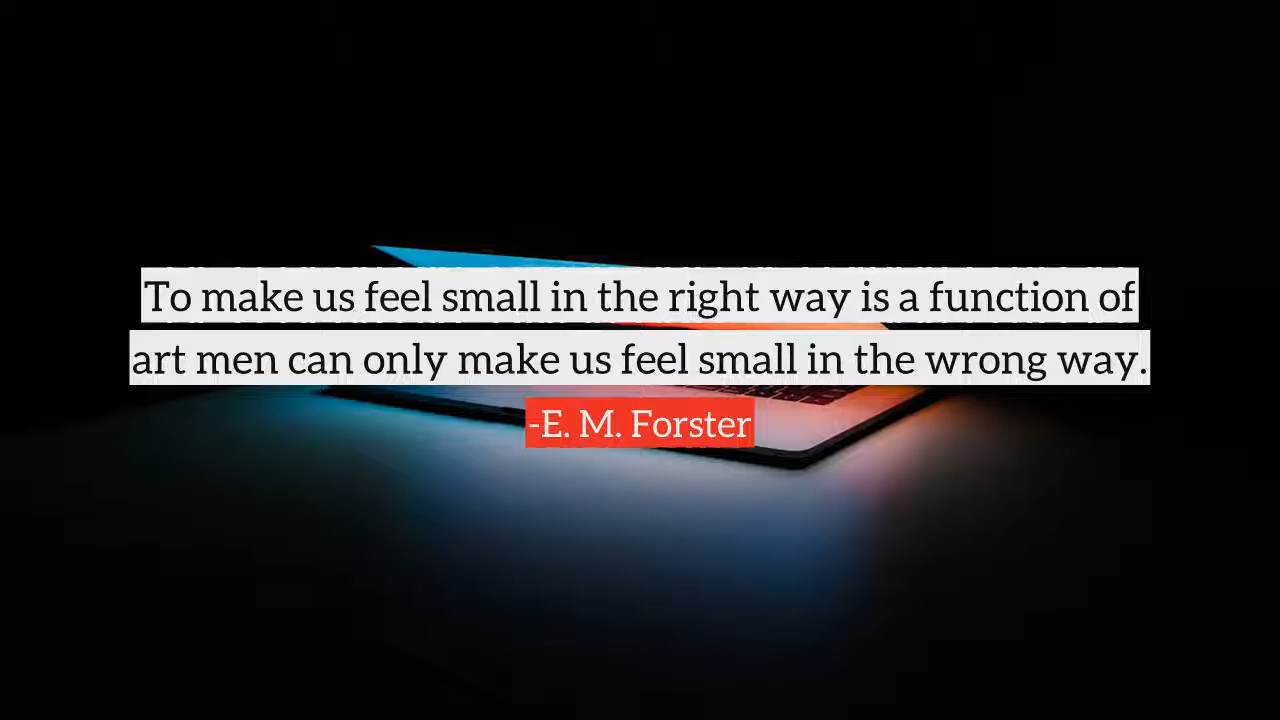 To make us feel small in the right way is a function of
art men can only make us feel small in the wrong way.
-E. M. Forster